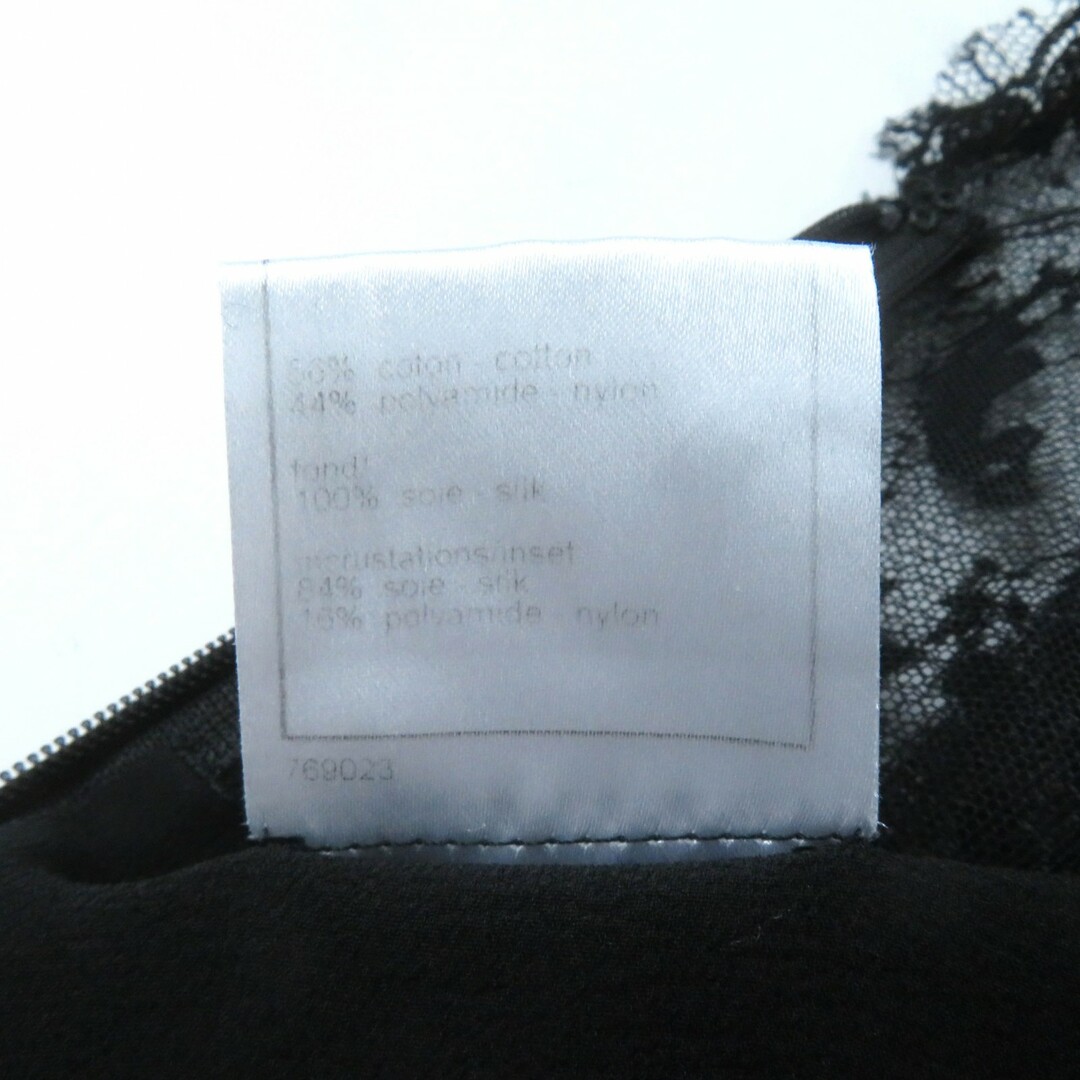 56% coton - cotton
44% polyamide - nylon
fond
100% soie - silk
incrustations/inset
84% soie - silk
16% polyamide - nylon
769023